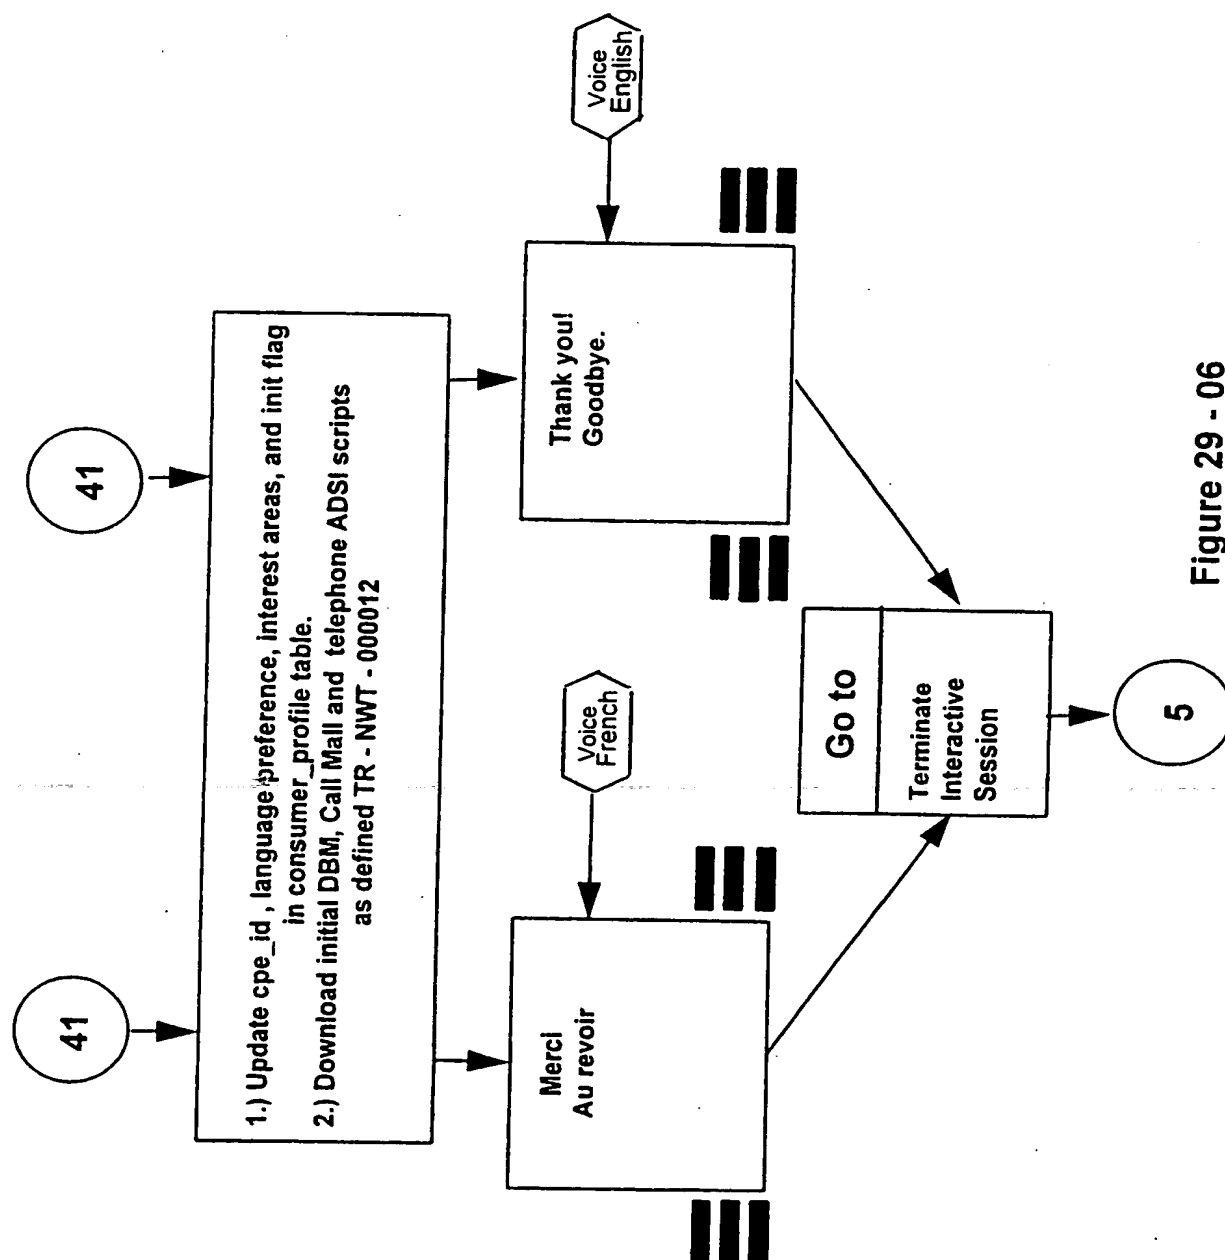 41
41
1.) Update cpe_id , language preference, interest areas, and init flag
in consumer_profile table.
2.) Download initial DBM, Call Mall and telephone ADSI scripts
as defined TR - NWT - 000012
Merci
Au revoir
Voice
French
Thank you!
Goodbye.
Voice
English
Go to
Terminate
Interactive
Session
5
Figure 29 - 06